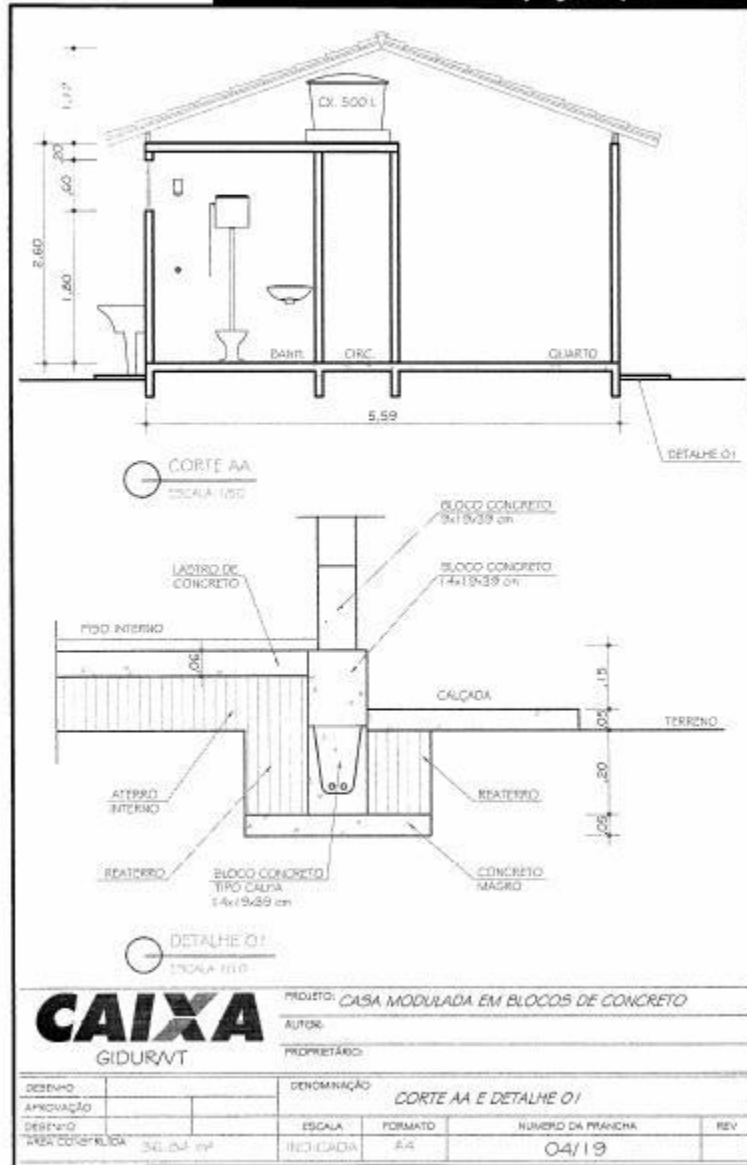 1,17
CX. 500 L
,20
,60
2,60
1,80
BANH.
CIRC.
QUARTO
5,59
DETALHE 01
CORTE AA
ESCALA 1/50
BLOCO CONCRETO
9x19x39 cm
LASTRO DE
CONCRETO
BLOCO CONCRETO
14x19x39 cm
PISO INTERNO
,06
,15
CALÇADA
,05
TERRENO
,20
ATERRO
INTERNO
REATERRO
,05
REATERRO
BLOCO CONCRETO
TIPO CALHA
14x19x39 cm
CONCRETO
MAGRO
DETALHE 01
ESCALA 1/10
CAIXA
GIDUR/VT
PROJETO: CASA MODULADA EM BLOCOS DE CONCRETO
AUTOR:
PROPRIETÁRIO:
DESENHO
APROVAÇÃO
DESENHO
ÁREA CONSTRUIDA
DENOMINAÇÃO
CORTE AA E DETALHE 01
ESCALA
INDICADA
FORMATO
A4
NUMERO DA PRANCHA
04/19
REV